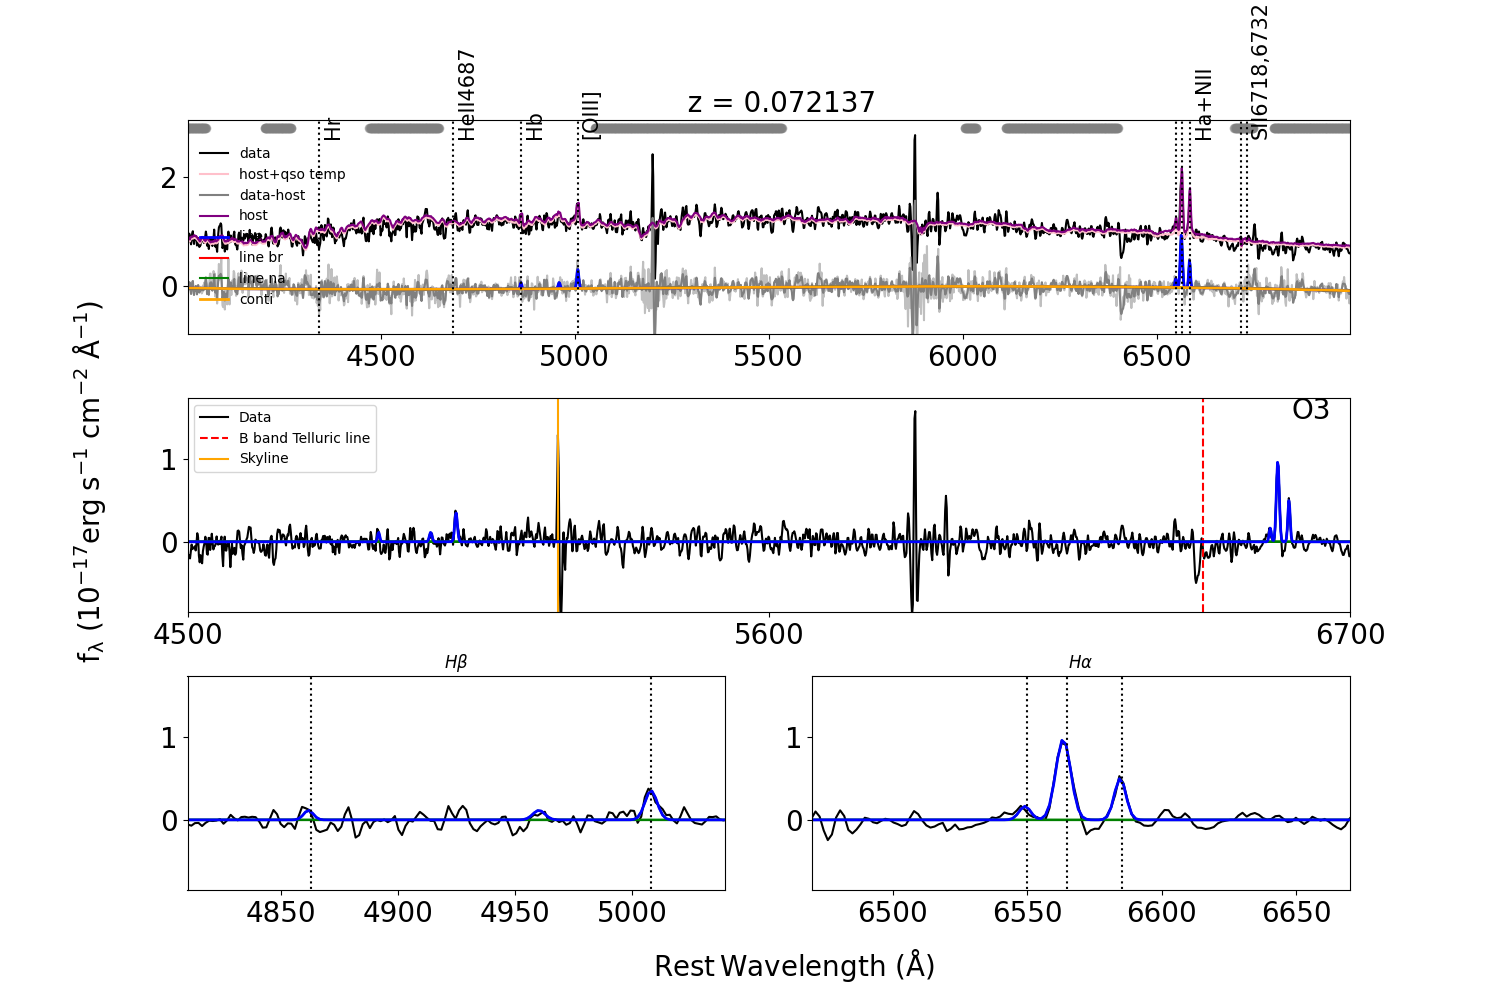 z = 0.072137
Hr
HeII4687
Hb
[OIII]
Ha+NII
SII6718,6732
data
host+qso temp
data-host
host
line br
line na
conti
2
0
4500
5000
5500
6000
6500
fλ (10⁻¹⁷erg s⁻¹ cm⁻² Å⁻¹)
O3
Data
B band Telluric line
Skyline
1
0
4500
5600
6700
Hβ
1
0
4850
4900
4950
5000
Hα
1
0
6500
6550
6600
6650
Rest Wavelength (Å)